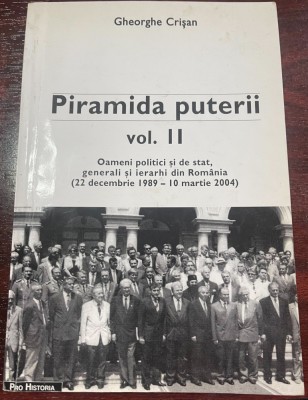 Gheorghe Crişan
Piramida puterii
vol. II
Oameni politici şi de stat,
generali şi ierarhi din România
(22 decembrie 1989 – 10 martie 2004)
PRO HISTORIA